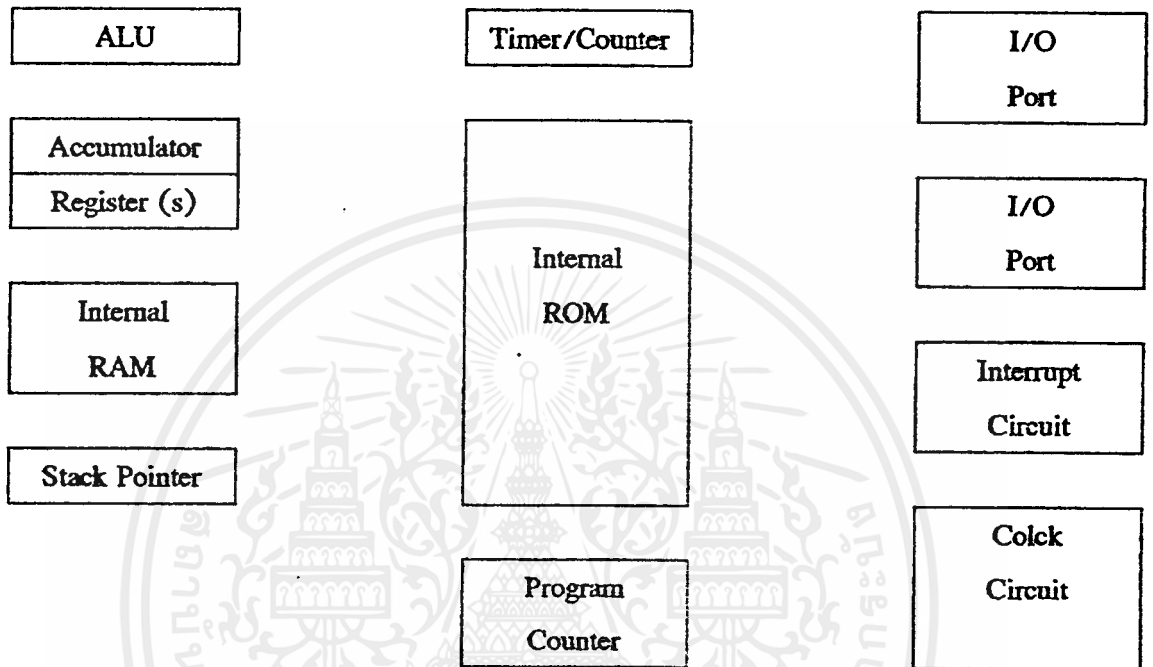 ALU
Accumulator
Register (s)
Internal
RAM
Stack Pointer
Timer/Counter
Internal
ROM
Program
Counter
I/O
Port
I/O
Port
Interrupt
Circuit
Colck
Circuit